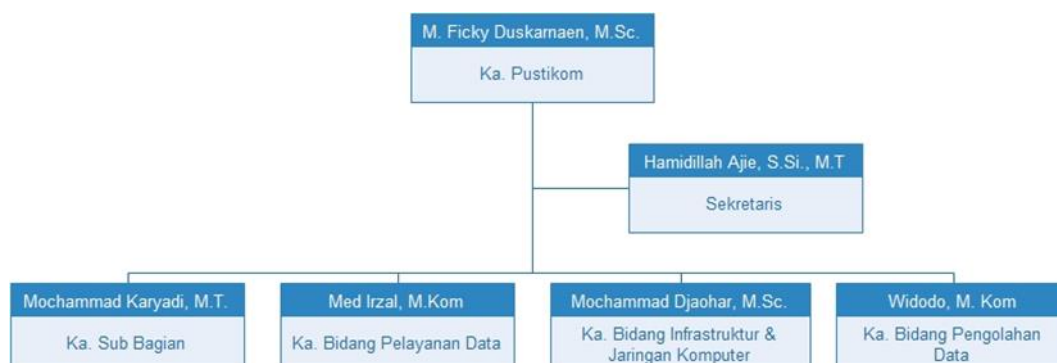 M. Ficky Duskarnaen, M.Sc.
Ka. Pustikom
Hamidillah Ajie, S.Si., M.T
Sekretaris
Mochammad Karyadi, M.T.
Ka. Sub Bagian
Med Irzal, M.Kom
Ka. Bidang Pelayanan Data
Mochammad Djaohar, M.Sc.
Ka. Bidang Infrastruktur &
Jaringan Komputer
Widodo, M. Kom
Ka. Bidang Pengolahan
Data